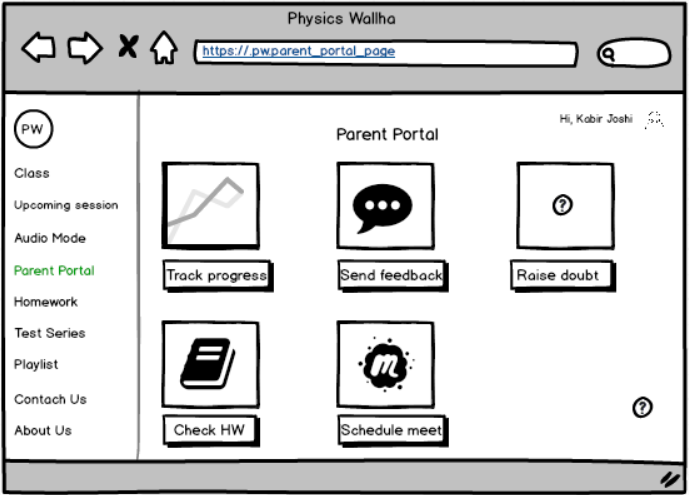 Physics Wallha
https://.pw.parent_portal_page
PW
Hi, Kabir Joshi
Parent Portal
Class
Upcoming session
Audio Mode
Parent Portal
Homework
Test Series
Playlist
Contach Us
About Us
?
Track progress
Send feedback
Raise doubt
m
Check HW
Schedule meet
?